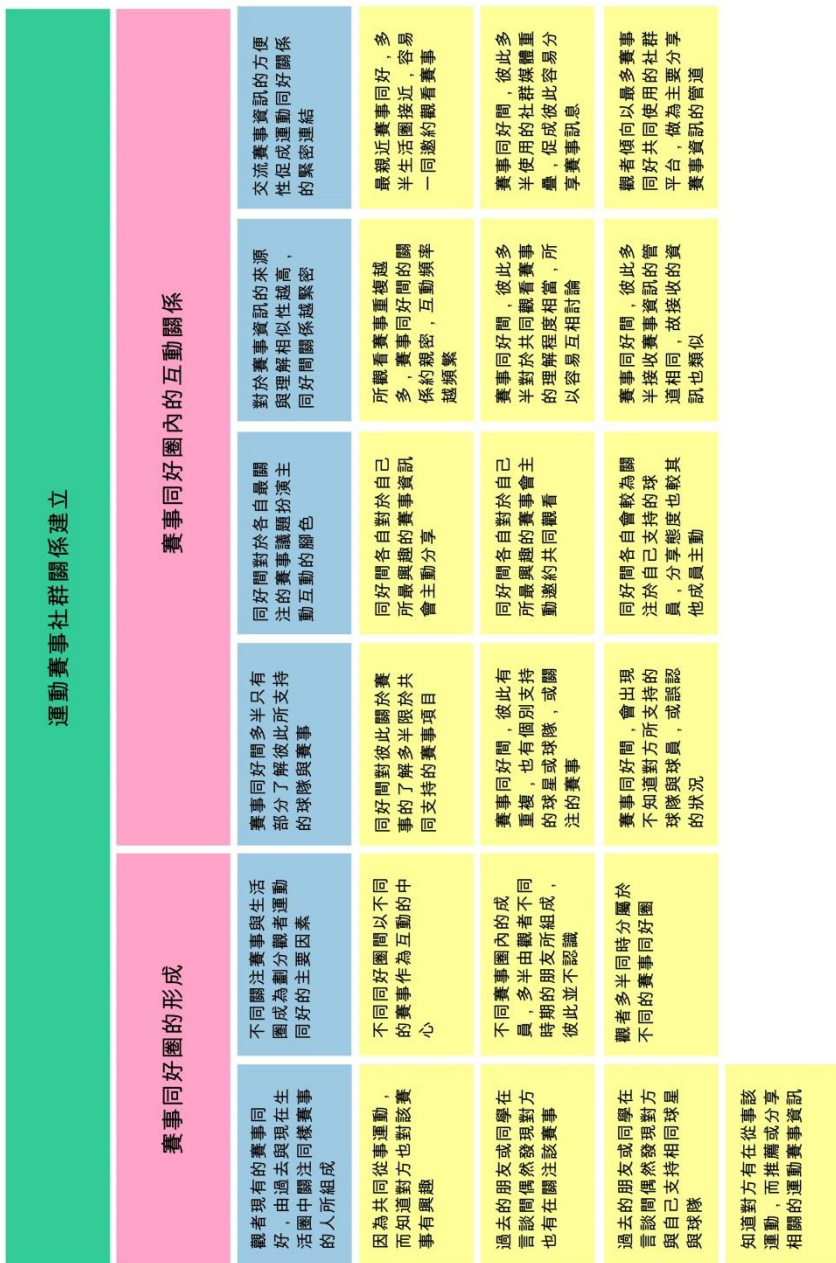 運動賽事社群關係建立
賽事同好圈的形成
賽事同好圈內的互動關係
觀者現有的賽事同
好，由過去與現在生
活圈中關注同樣賽事
的人所組成
因為共同從事運動，
而知道對方也對該賽
事有興趣
過去的朋友或同學在
言談間偶然發現對方
也有在關注該賽事
過去的朋友或同學在
言談間偶然發現對方
與自己支持相同球星
與球隊
知道對方有在從事該
運動，而推薦或分享
相關的運動賽事資訊
不同關注賽事與生活
圈成為劃分觀者運動
同好的主要因素
不同同好圈間以不同
的賽事作為互動的中
心
不同賽事圈內的成
員，多半由觀者不同
時期的朋友所組成，
彼此並不認識
觀者多半同時分屬於
不同的賽事同好圈
賽事同好間多半只有
部分了解彼此所支持
的球隊與賽事
同好間對彼此關於賽
事的了解多半限於共
同支持的賽事項目
賽事同好間，彼此有
重複，也有個別支持
的球星或球隊，或關
注的賽事
賽事同好間，會出現
不知道對方所支持的
球隊與球員，或誤認
的狀況
同好間對於各自最關
注的賽事議題扮演主
動互動的腳色
同好間各自對於自己
所最興趣的賽事資訊
會主動分享
同好間各自對於自己
所最興趣的賽事會主
動邀約共同觀看
同好間各自會較為關
注於自己支持的球
員，分享態度也較其
他成員主動
對於賽事資訊的來源
與理解相似性越高，
同好間關係越緊密
所觀看賽事重複越
多，賽事同好間的關
係約親密，互動頻率
越頻繁
賽事同好間，彼此多
半對於共同觀看賽事
的理解程度相當，所
以容易互相討論
賽事同好間，彼此多
半接收賽事資訊的管
道相同，故接收的資
訊也類似
交流賽事資訊的方便
性促成運動同好關係
的緊密連結
最親近賽事同好，多
半生活圈接近，容易
一同邀約觀看賽事
賽事同好間，彼此多
半使用的社群媒體重
疊，促成彼此容易分
享賽事訊息
觀者傾向以最多賽事
同好共同使用的社群
平台，做為主要分享
賽事資訊的管道